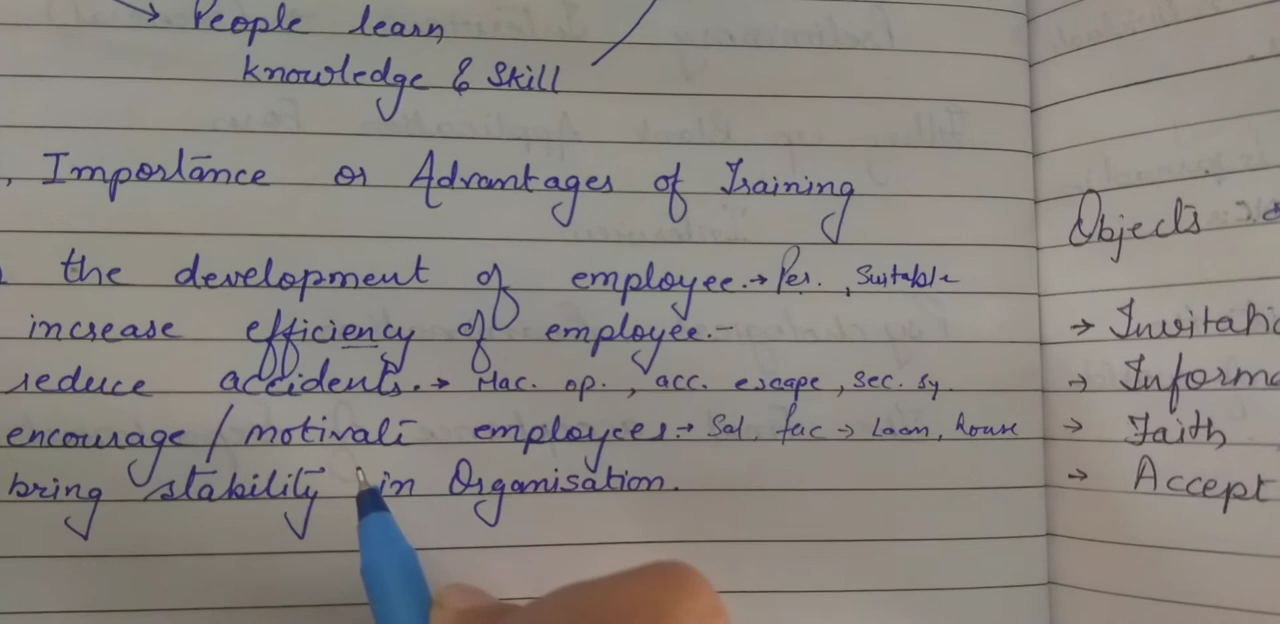 → People learn
knowledge & skill
Importance or Advantages of Training
the development of employee. → Per., Suitable
increase efficiency of employee. -
reduce accidents. → Mac. op., acc. escape, sec. sy.
encourage / motivate employees → Sal, fac → Loan, house
bring stability in Organisation.
Objects
→
→
→ Faith
→ Accept